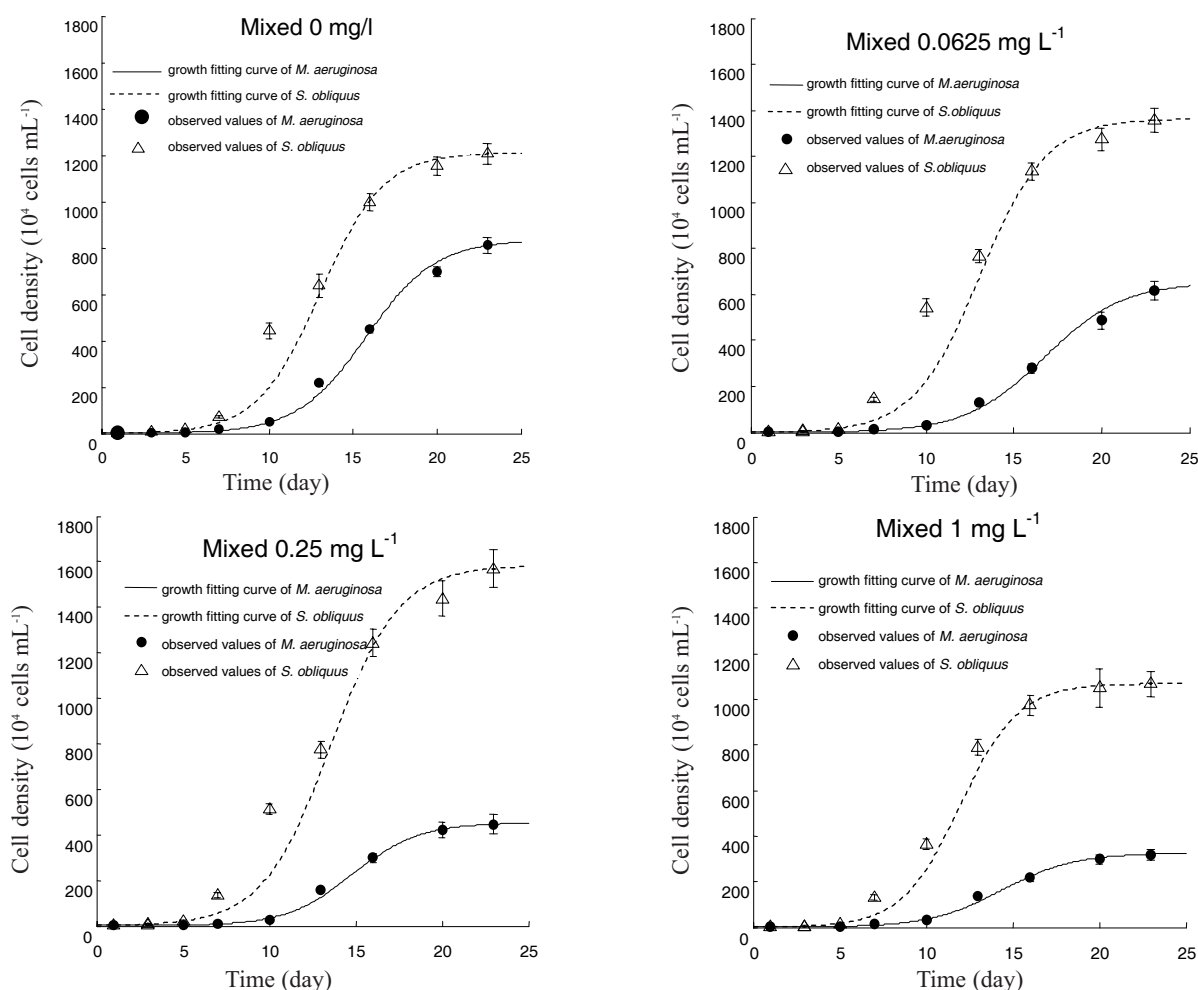 Mixed 0 mg/l
growth fitting curve of M. aeruginosa
growth fitting curve of S. obliquus
observed values of M. aeruginosa
observed values of S. obliquus
Cell density (10⁴ cells mL⁻¹)
1800
1600
1400
1200
1000
800
600
400
200
0
0 5 10 15 20 25
Time (day)
Mixed 0.0625 mg L⁻¹
growth fitting curve of M.aeruginosa
growth fitting curve of S.obliquus
observed values of M.aeruginosa
observed values of S.obliquus
Cell density (10⁴ cells mL⁻¹)
1800
1600
1400
1200
1000
800
600
400
200
0
0 5 10 15 20 25
Time (day)
Mixed 0.25 mg L⁻¹
growth fitting curve of M. aeruginosa
growth fitting curve of S. obliquus
observed values of M. aeruginosa
observed values of S. obliquus
Cell density (10⁴ cells mL⁻¹)
1800
1600
1400
1200
1000
800
600
400
200
0
0 5 10 15 20 25
Time (day)
Mixed 1 mg L⁻¹
growth fitting curve of M. aeruginosa
growth fitting curve of S. obliquus
observed values of M. aeruginosa
observed values of S. obliquus
Cell density (10⁴ cells mL⁻¹)
1800
1600
1400
1200
1000
800
600
400
200
0
0 5 10 15 20 25
Time (day)